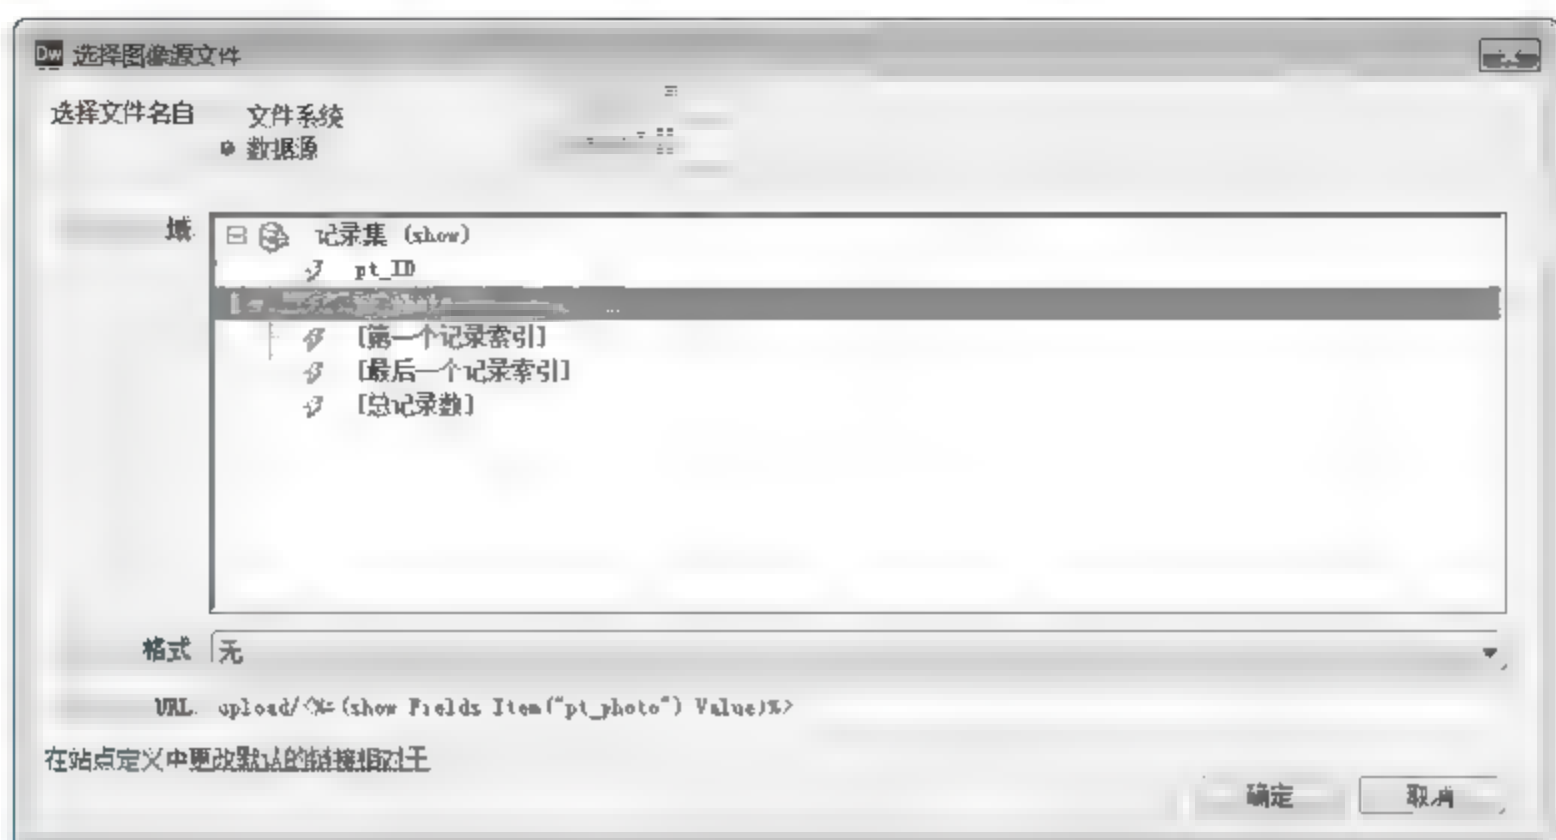 Dw 选择图像源文件
选择文件名自
文件系统
数据源
域
记录集 (show)
pt_ID
[第一个记录索引]
[最后一个记录索引]
[总记录数]
格式 无
URL: upload/<%=(show Fields Item("pt_photo") Value)%>
在站点定义中更改默认的链接相对于
确定 取消